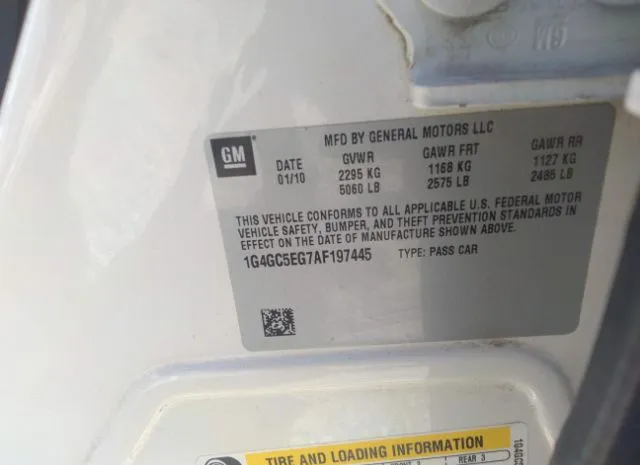 MFD BY GENERAL MOTORS LLC
GM
DATE GVWR GAWR FRT GAWR RR
01/10 2295 KG 1168 KG 1127 KG
5060 LB 2575 LB 2485 LB
THIS VEHICLE CONFORMS TO ALL APPLICABLE U.S. FEDERAL MOTOR
VEHICLE SAFETY, BUMPER, AND THEFT PREVENTION STANDARDS IN
EFFECT ON THE DATE OF MANUFACTURE SHOWN ABOVE.
1G4GC5EG7AF197445 TYPE: PASS CAR
TIRE AND LOADING INFORMATION
REAR 3